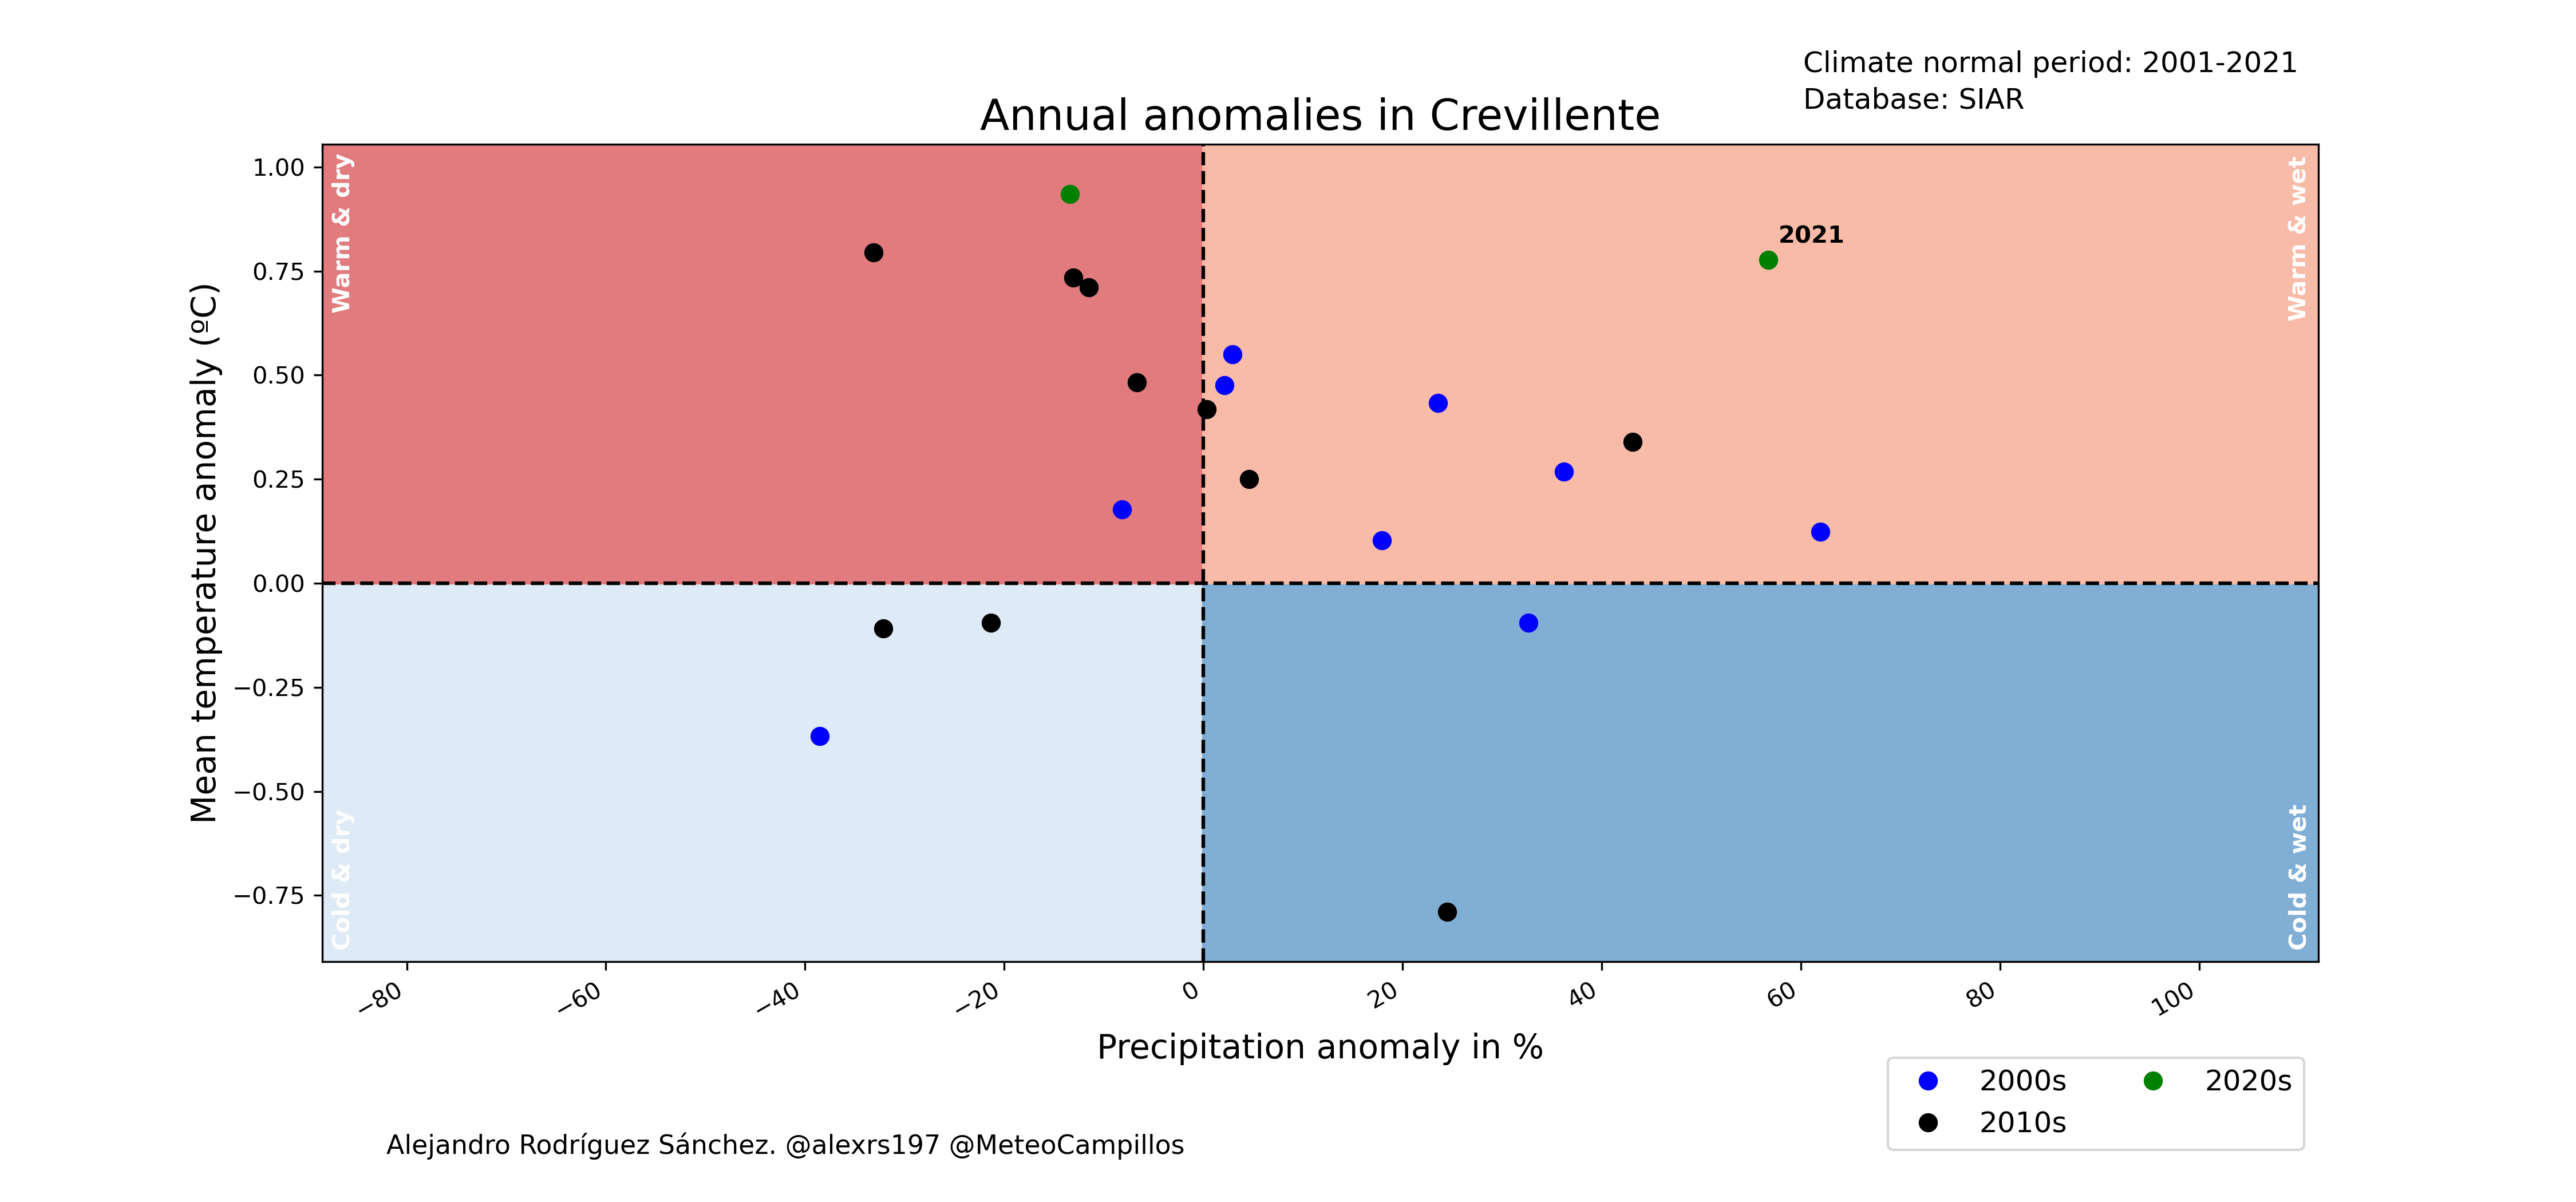 Climate normal period: 2001-2021
Database: SIAR
Annual anomalies in Crevillente
Warm & dry
Warm & wet
2021
Cold & dry
Cold & wet
Mean temperature anomaly (ºC)
1.00
0.75
0.50
0.25
0.00
−0.25
−0.50
−0.75
−80
−60
−40
−20
0
20
40
60
80
100
Precipitation anomaly in %
2000s
2010s
2020s
Alejandro Rodríguez Sánchez. @alexrs197 @MeteoCampillos